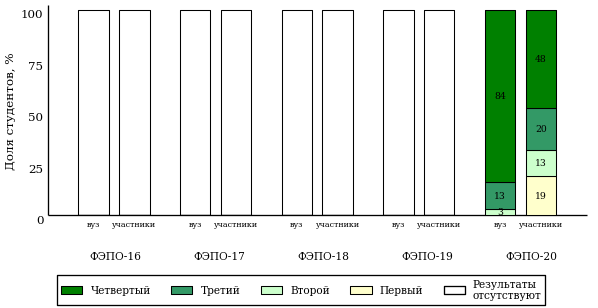 Доля студентов, %
100
75
50
25
0
84
13
3
48
20
13
19
вуз участники вуз участники вуз участники вуз участники вуз участники
ФЭПО-16 ФЭПО-17 ФЭПО-18 ФЭПО-19 ФЭПО-20
Четвертый Третий Второй Первый Результаты
отсутствуют